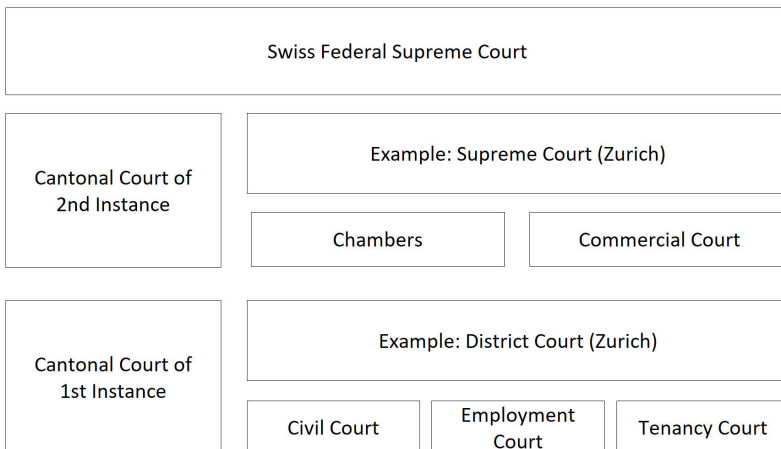 Swiss Federal Supreme Court
Cantonal Court of
2nd Instance
Example: Supreme Court (Zurich)
Chambers
Commercial Court
Cantonal Court of
1st Instance
Example: District Court (Zurich)
Civil Court
Employment
Court
Tenancy Court